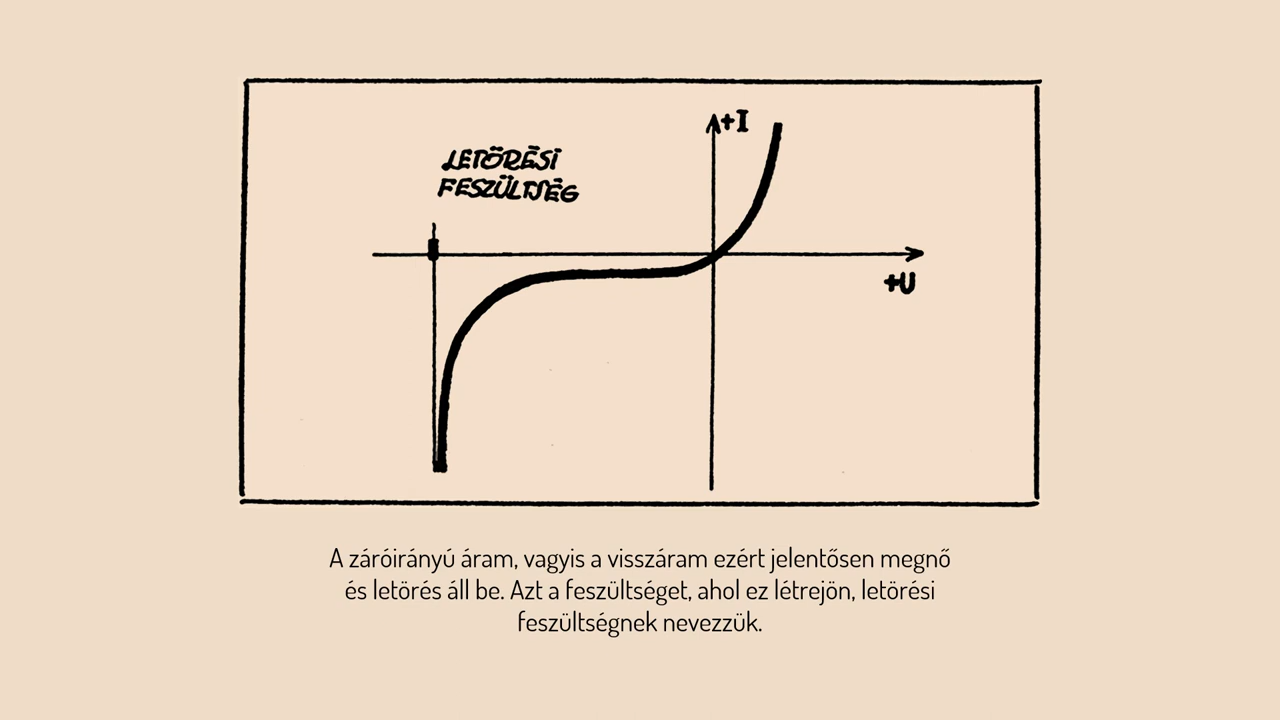 +I
LETÖRÉSI
FESZÜLTSÉG
+U
A záróirányú áram, vagyis a visszáram ezért jelentősen megnő
és letörés áll be. Azt a feszültséget, ahol ez létrejön, letörési
feszültségnek nevezzük.